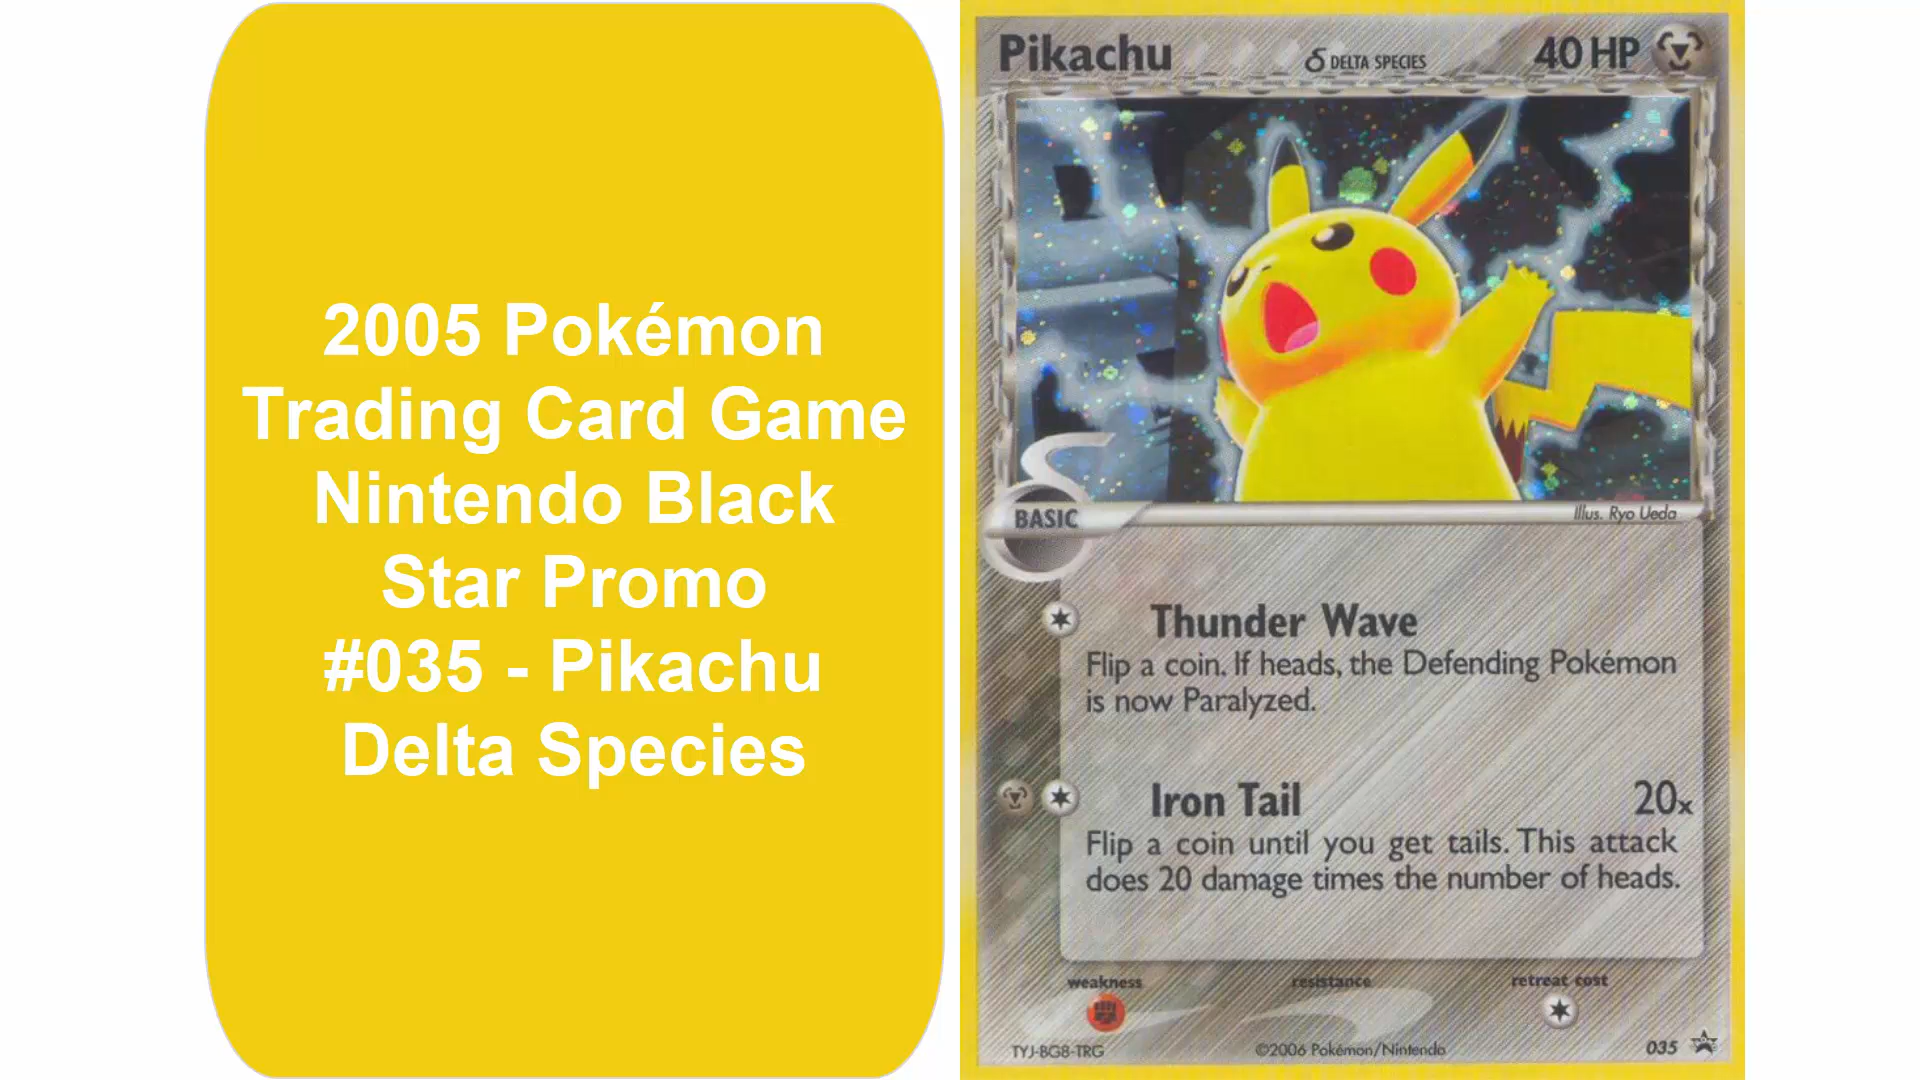 2005 Pokémon
Trading Card Game
Nintendo Black
Star Promo
#035 - Pikachu
Delta Species
Pikachu δ DELTA SPECIES 40 HP
BASIC Illus. Ryo Ueda
Thunder Wave
Flip a coin. If heads, the Defending Pokémon
is now Paralyzed.
Iron Tail 20x
Flip a coin until you get tails. This attack
does 20 damage times the number of heads.
weakness resistance retreat cost
TYJ-BG8-TRG ©2006 Pokémon/Nintendo 035